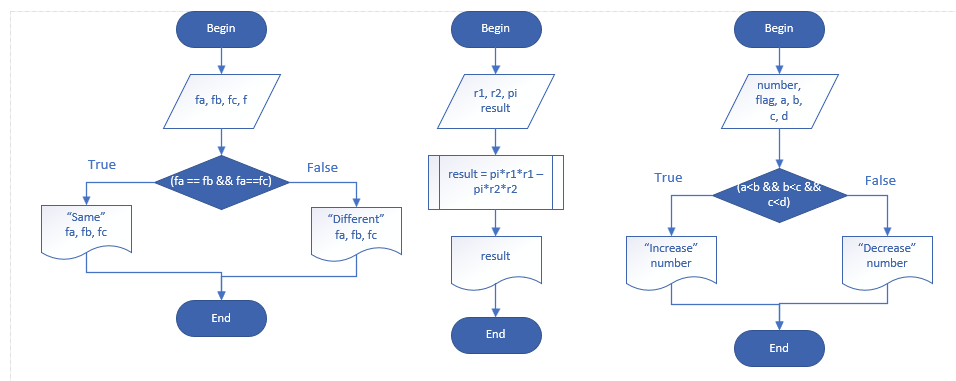 Begin
fa, fb, fc, f
True
False
(fa == fb && fa==fc)
“Same”
fa, fb, fc
“Different”
fa, fb, fc
End
Begin
r1, r2, pi
result
result = pi*r1*r1 –
pi*r2*r2
result
End
Begin
number,
flag, a, b,
c, d
True
False
(a<b && b<c &&
c<d)
“Increase”
number
“Decrease”
number
End